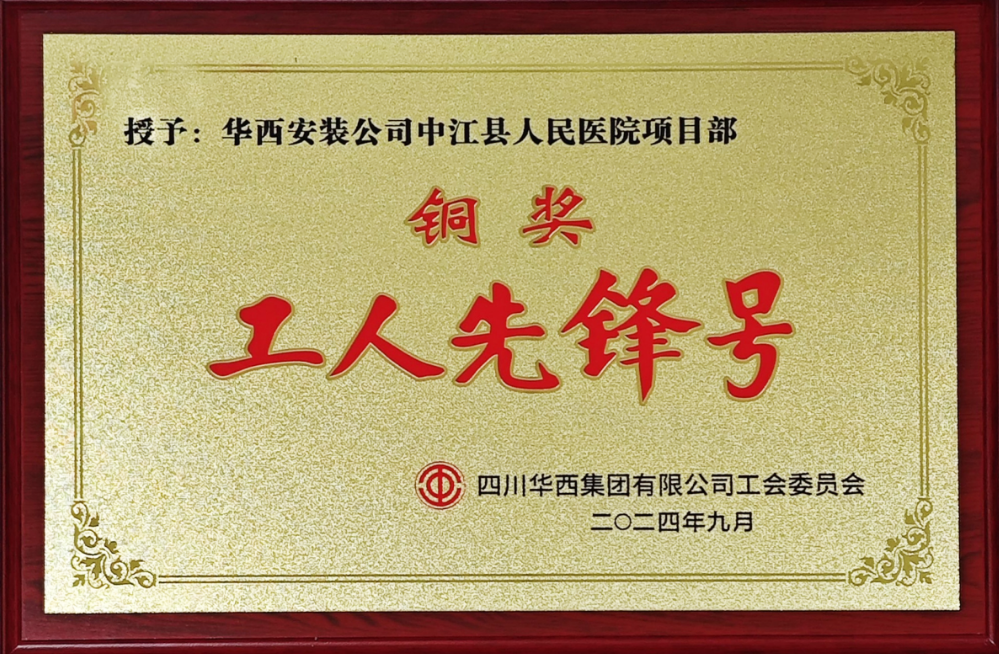 授予：华西安装公司中江县人民医院项目部
铜奖
工人先锋号
四川华西集团有限公司工会委员会
二〇二四年九月